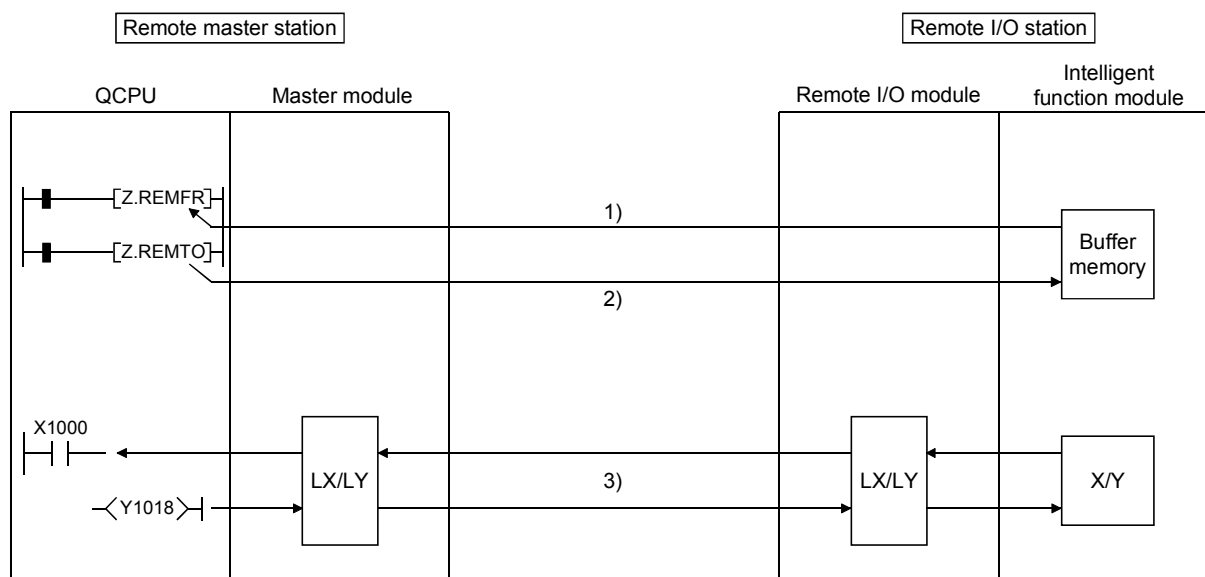 Remote master station
Remote I/O station
QCPU
Master module
Remote I/O module
Intelligent
function module
Z.REMFR
1)
Z.REMTO
2)
Buffer
memory
X1000
LX/LY
3)
LX/LY
X/Y
Y1018